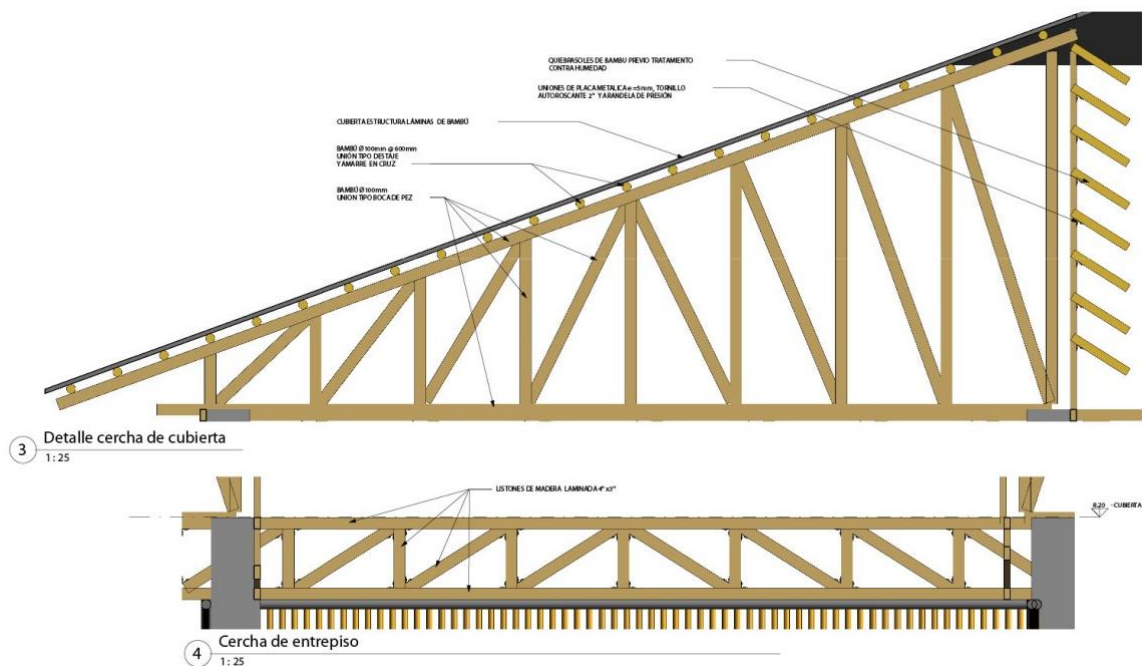 QUIEBRASOLES DE BAMBU PREVIO TRATAMIENTO
CONTRA HUMEDAD
UNIONES DE PLACA METALICA e =5mm, TORNILLO
AUTOROSCANTE 2" Y ARANDELA DE PRESIÓN
CUBIERTA ESTRUCTURA LÁMINAS DE BAMBÚ
BAMBÚ Ø 100mm @ 600mm
UNIÓN TIPO DESTAJE
Y AMARRE EN CRUZ
BAMBÚ Ø 100mm
UNION TIPO BOCA DE PEZ
3 Detalle cercha de cubierta
1 : 25
LISTONES DE MADERA LAMINADA 4" x3"
8.20 - CUBIERTA
4 Cercha de entrepiso
1 : 25